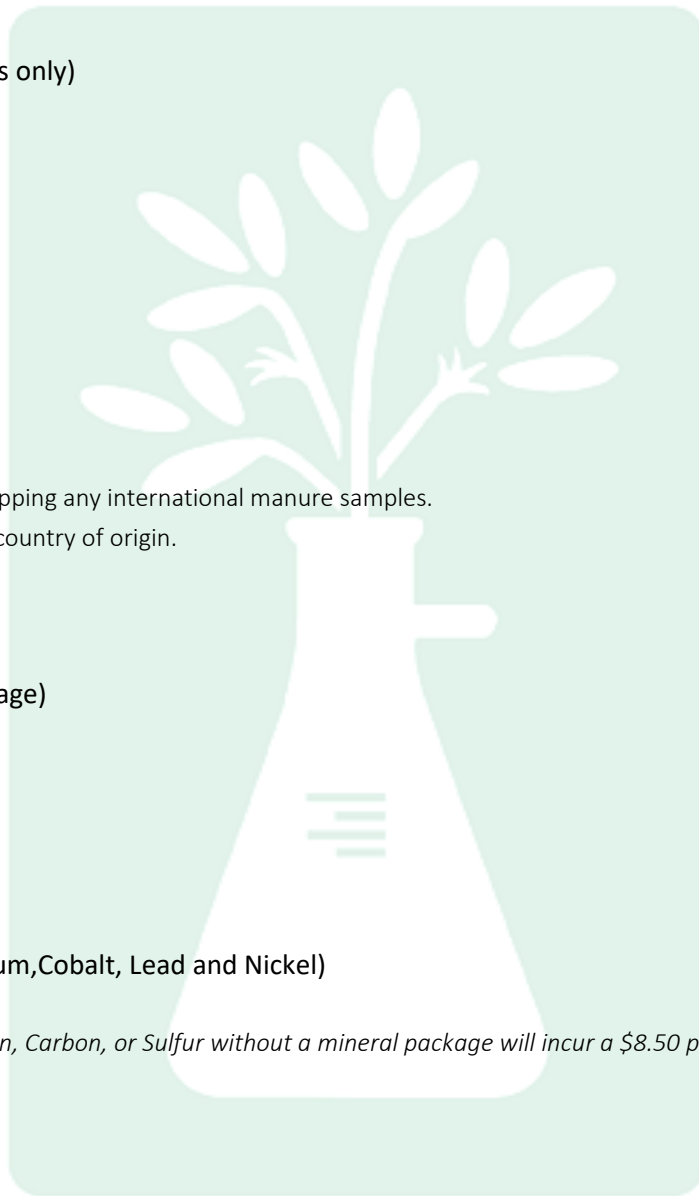 s only)
pping any international manure samples.
country of origin.
age)
um,Cobalt, Lead and Nickel)
n, Carbon, or Sulfur without a mineral package will incur a $8.50 p